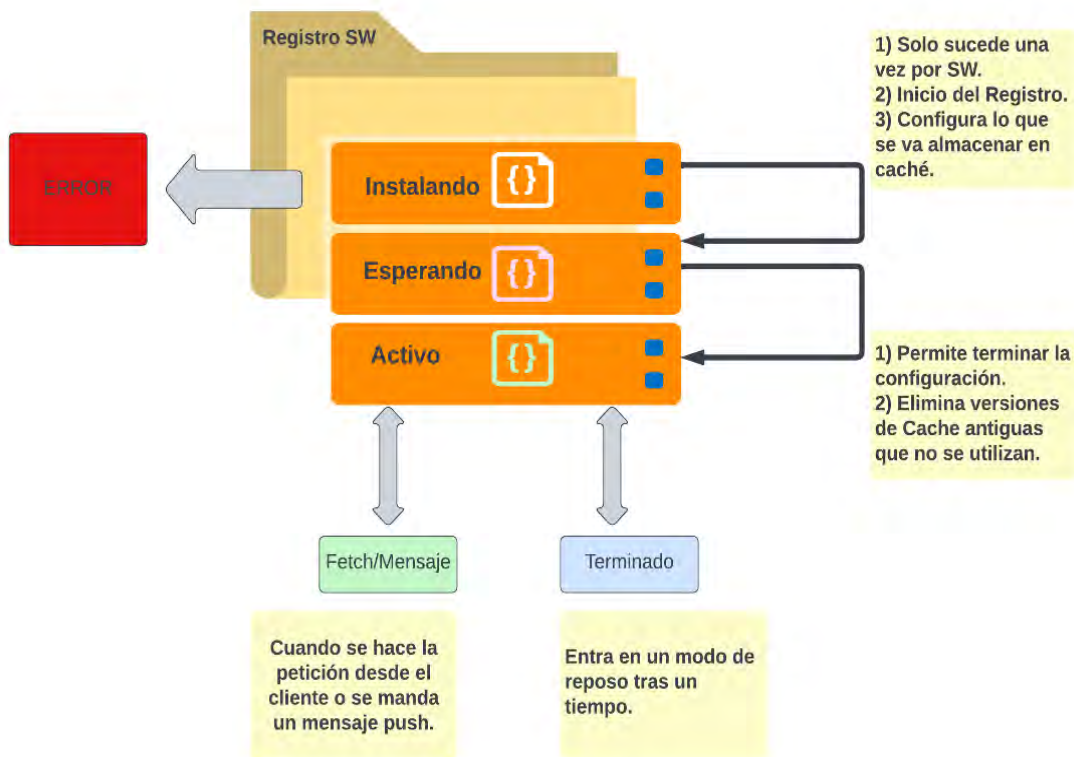 Registro SW
1) Solo sucede una
vez por SW.
2) Inicio del Registro.
3) Configura lo que
se va almacenar en
caché.
ERROR
Instalando
{}
Esperando
{}
Activo
{}
1) Permite terminar la
configuración.
2) Elimina versiones
de Cache antiguas
que no se utilizan.
Fetch/Mensaje
Terminado
Cuando se hace la
petición desde el
cliente o se manda
un mensaje push.
Entra en un modo de
reposo tras un
tiempo.